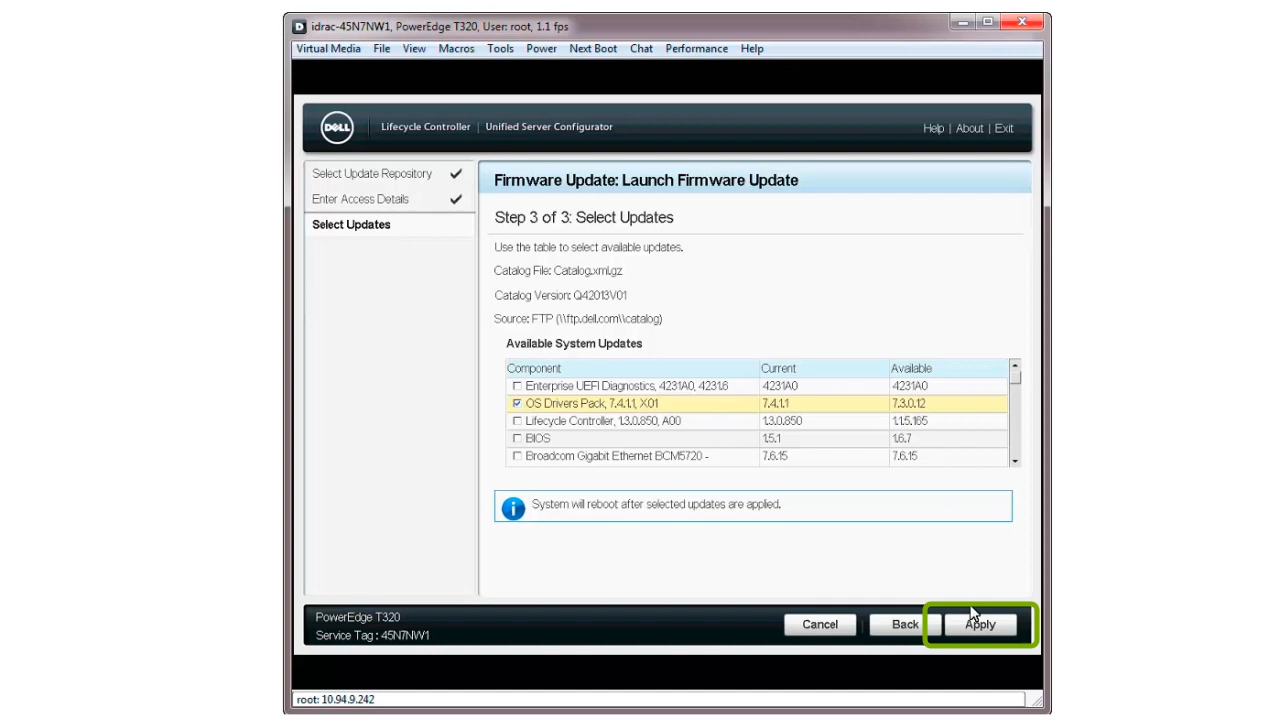 idrac-45N7NW1, PowerEdge T320, User: root, 1.1 fps
Virtual Media File View Macros Tools Power Next Boot Chat Performance Help
DELL Lifecycle Controller | Unified Server Configurator Help | About | Exit
Select Update Repository
Enter Access Details
Select Updates
Firmware Update: Launch Firmware Update
Step 3 of 3: Select Updates
Use the table to select available updates.
Catalog File: Catalog.xml.gz
Catalog Version: Q42013V01
Source: FTP (\\ftp.dell.com\\catalog)
Available System Updates
Component Current Available
Enterprise UEFI Diagnostics, 4231A0, 4231.6 4231A0 4231A0
OS Drivers Pack, 7.4.1.1, X01 7.4.1.1 7.3.0.12
Lifecycle Controller, 1.3.0.850, A00 1.3.0.850 1.1.5.165
BIOS 1.5.1 1.6.7
Broadcom Gigabit Ethernet BCM5720 - 7.6.15 7.6.15
System will reboot after selected updates are applied.
PowerEdge T320
Service Tag : 45N7NW1
Cancel Back Apply
root: 10.94.9.242